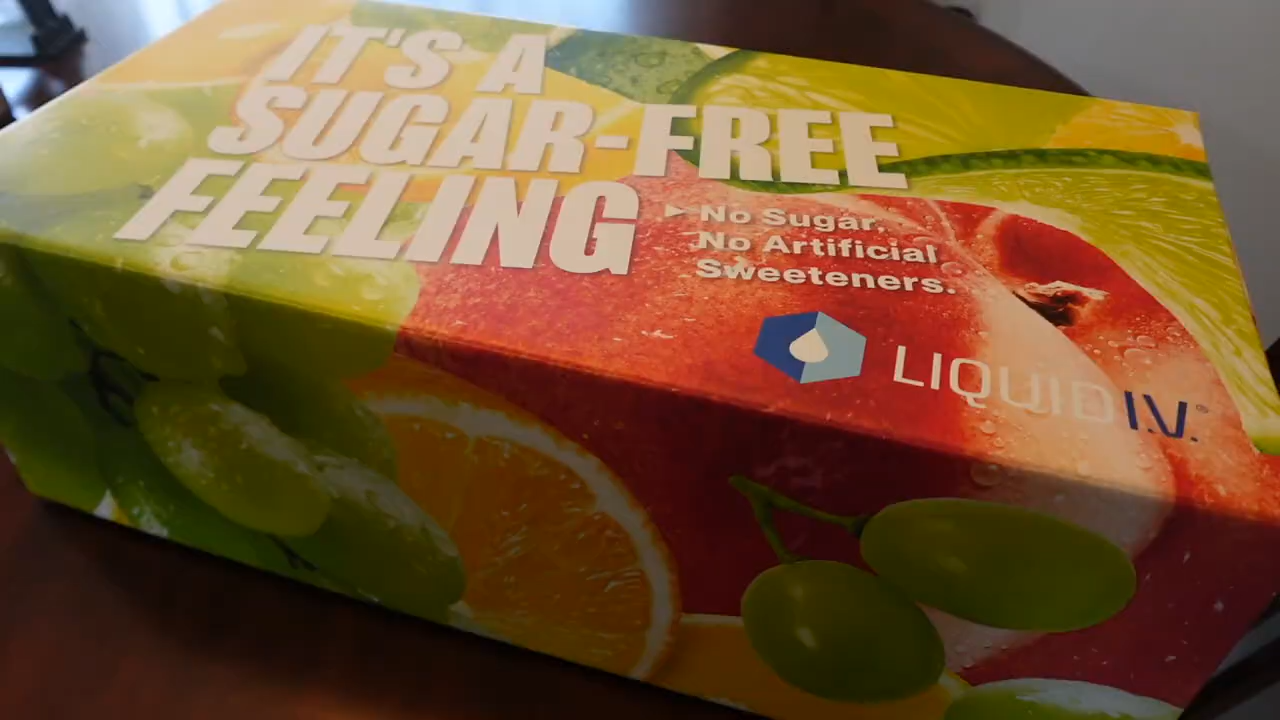 IT'S A
SUGAR-FREE
FEELING
▸ No Sugar.
No Artificial
Sweeteners.
LIQUID I.V.®